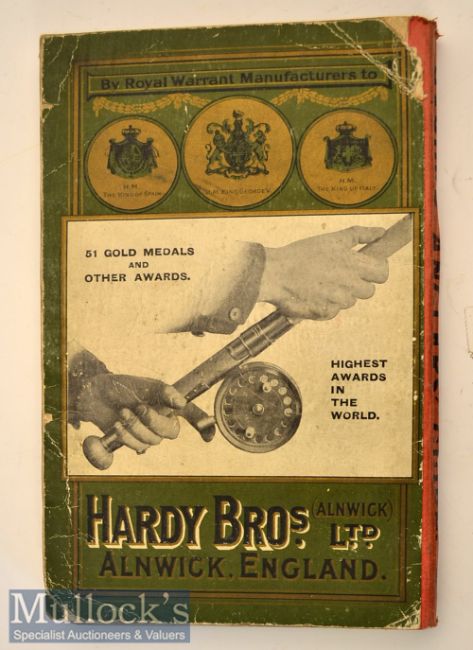 By Royal Warrant Manufacturers to
H.M.
THE KING OF SPAIN
H.M. KING GEORGE V.
H.M.
THE KING OF ITALY
51 GOLD MEDALS
AND
OTHER AWARDS.
HIGHEST
AWARDS
IN
THE
WORLD.
HARDY BROS. (ALNWICK) LTD
ALNWICK, ENGLAND.
Mullock's
Specialist Auctioneers & Valuers